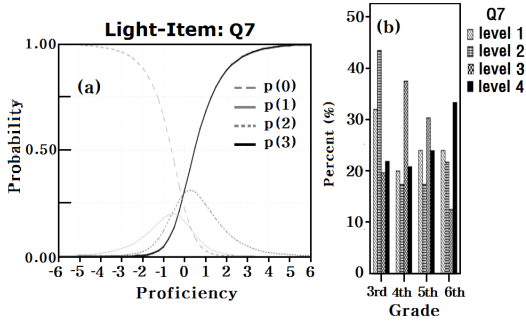 Light-Item: Q7
1.00
0.50
0.00
Probability
(a)
p(0)
p(1)
p(2)
p(3)
-6 -5 -4 -3 -2 -1 0 1 2 3 4 5 6
Proficiency
50
40
30
20
10
0
Percent (%)
(b)
Q7
level 1
level 2
level 3
level 4
3rd 4th 5th 6th
Grade